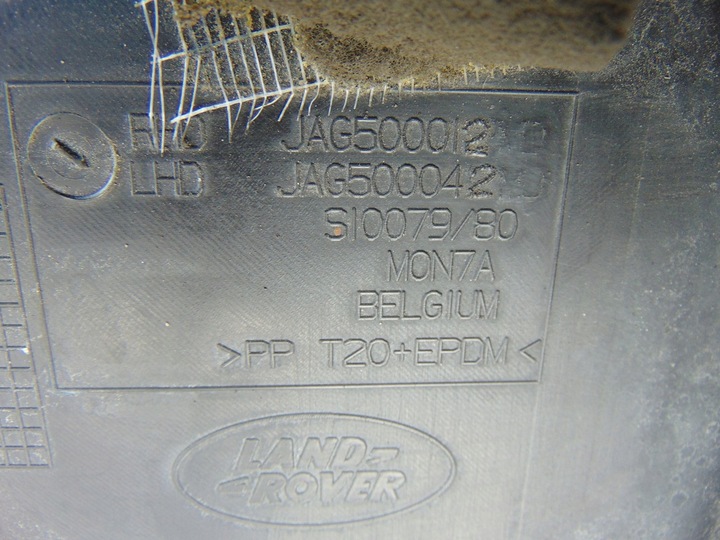 RHD JAG500012
LHD JAG500042
S10079/80
MON7A
BELGIUM
>PP T20+EPDM<
LAND
ROVER